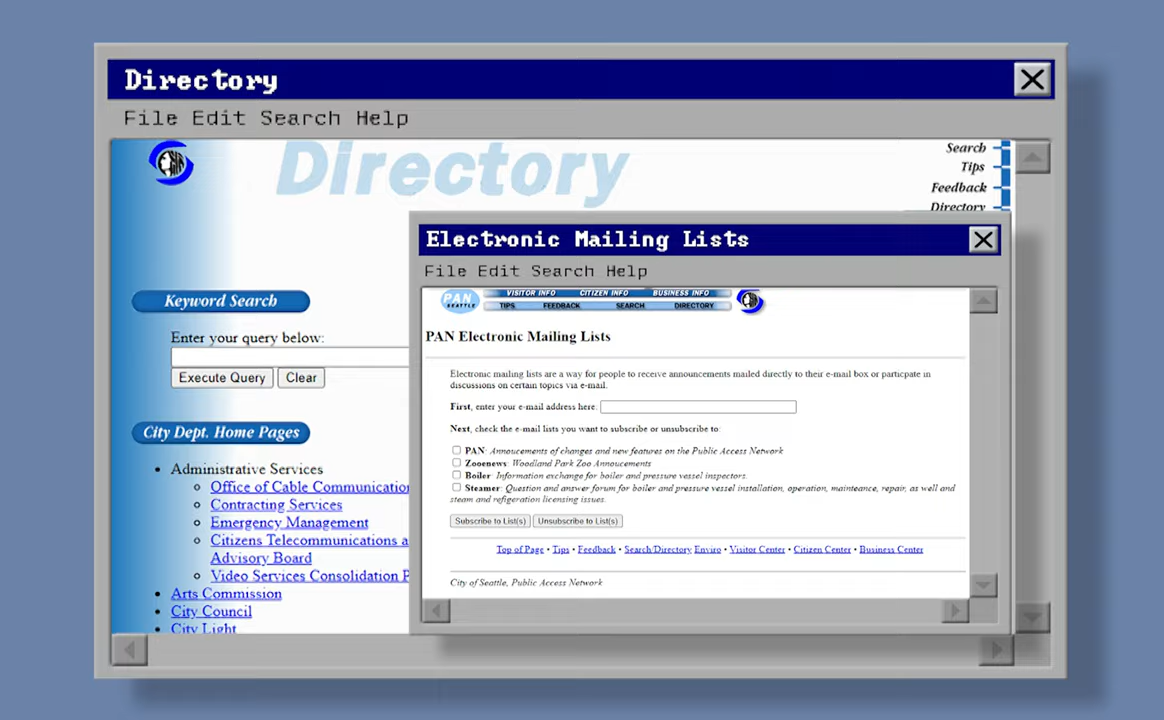 Directory
File Edit Search Help
Directory
Search
Tips
Feedback
Directory
Keyword Search
Enter your query below:
Execute Query Clear
City Dept. Home Pages
Administrative Services
Office of Cable Communicatio
Contracting Services
Emergency Management
Citizens Telecommunications a
Advisory Board
Video Services Consolidation P
Arts Commission
City Council
City Light
Electronic Mailing Lists
File Edit Search Help
PAN
SEATTLE
VISITOR INFO CITIZEN INFO BUSINESS INFO
TIPS FEEDBACK SEARCH DIRECTORY
PAN Electronic Mailing Lists
Electronic mailing lists are a way for people to receive announcements mailed directly to their e-mail box or particpate in
discussions on certain topics via e-mail.
First, enter your e-mail address here:
Next, check the e-mail lists you want to subscribe or unsubscribe to:
PAN: Annoucements of changes and new features on the Public Access Network
Zooenews: Woodland Park Zoo Annoucements
Boiler: Information exchange for boiler and pressure vessel inspectors.
Steamer: Question and answer forum for boiler and pressure vessel installation, operation, mainteance, repair, as well and
steam and refigeration licensing issues.
Subscribe to List(s) Unsubscribe to List(s)
Top of Page • Tips • Feedback • Search/Directory Enviro • Visitor Center • Citizen Center • Business Center
City of Seattle, Public Access Network